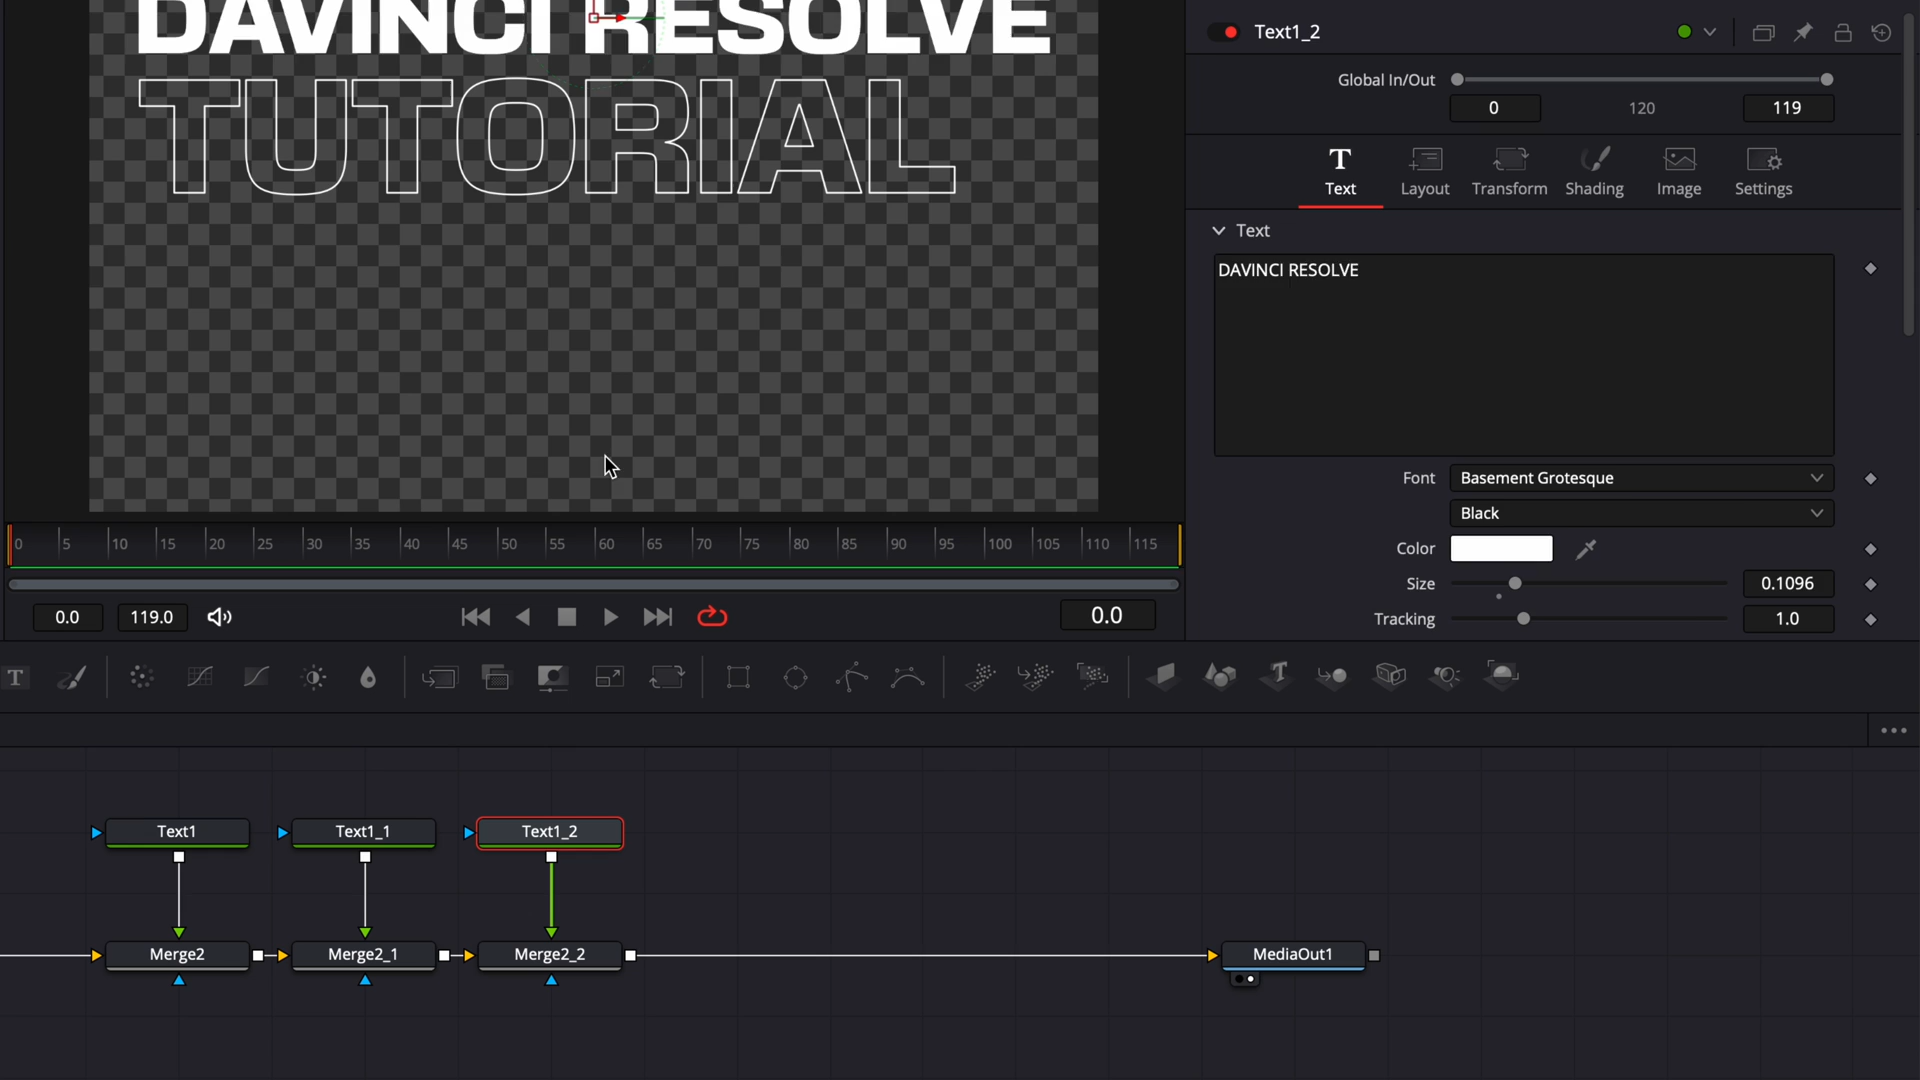 DAVINCI RESOLVE
TUTORIAL
Text1_2
Global In/Out
0 120 119
Text Layout Transform Shading Image Settings
Text
DAVINCI RESOLVE
Font Basement Grotesque
Black
Color
Size 0.1096
Tracking 1.0
0 5 10 15 20 25 30 35 40 45 50 55 60 65 70 75 80 85 90 95 100 105 110 115
0.0 119.0 0.0
T
Text1 Text1_1 Text1_2
Merge2 Merge2_1 Merge2_2 MediaOut1